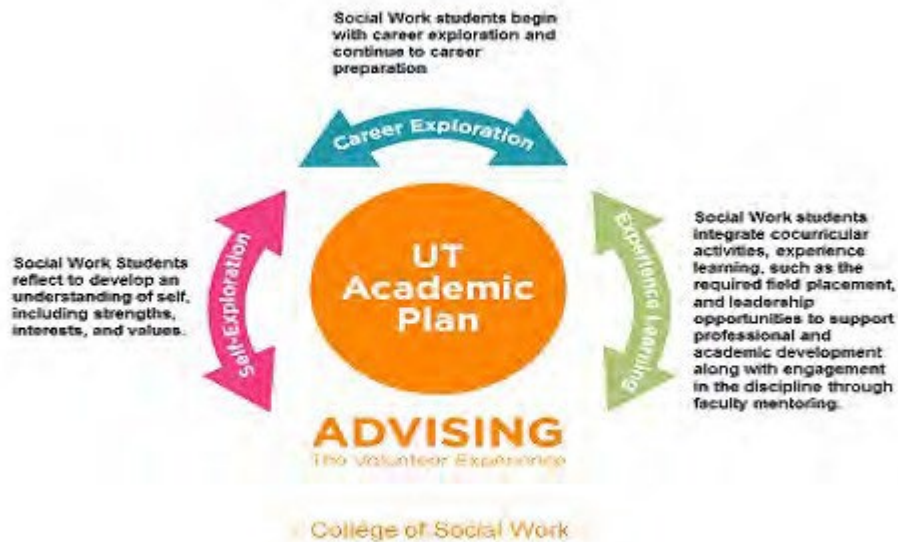 Social Work students begin
with career exploration and
continue to career
preparation
Career Exploration
Social Work Students
reflect to develop an
understanding of self,
including strengths,
interests, and values.
Self-Exploration
UT
Academic
Plan
Experience Learning
Social Work students
integrate cocurricular
activities, experience
learning, such as the
required field placement,
and leadership
opportunities to support
professional and
academic development
along with engagement
in the discipline through
faculty mentoring.
ADVISING
The Volunteer Experience
College of Social Work